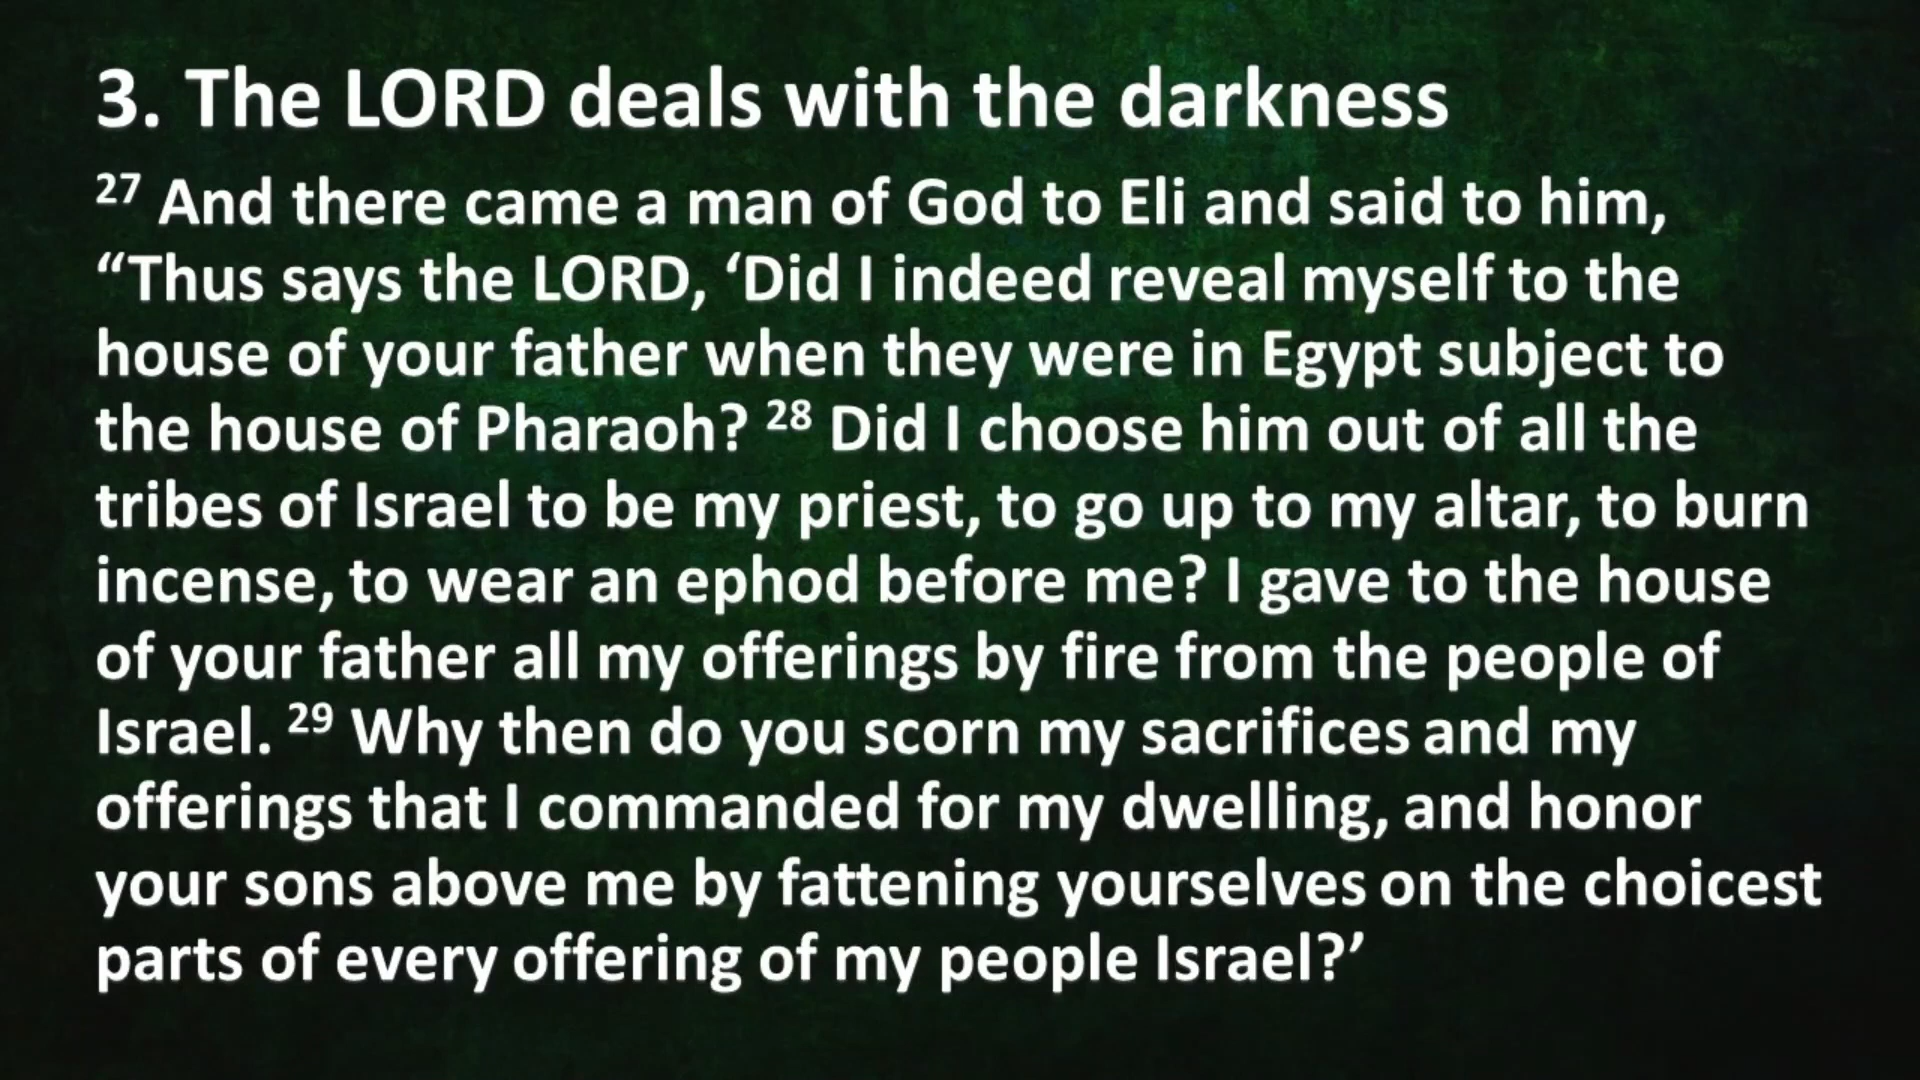 3. The LORD deals with the darkness
27 And there came a man of God to Eli and said to him,
“Thus says the LORD, ‘Did I indeed reveal myself to the
house of your father when they were in Egypt subject to
the house of Pharaoh? 28 Did I choose him out of all the
tribes of Israel to be my priest, to go up to my altar, to burn
incense, to wear an ephod before me? I gave to the house
of your father all my offerings by fire from the people of
Israel. 29 Why then do you scorn my sacrifices and my
offerings that I commanded for my dwelling, and honor
your sons above me by fattening yourselves on the choicest
parts of every offering of my people Israel?’